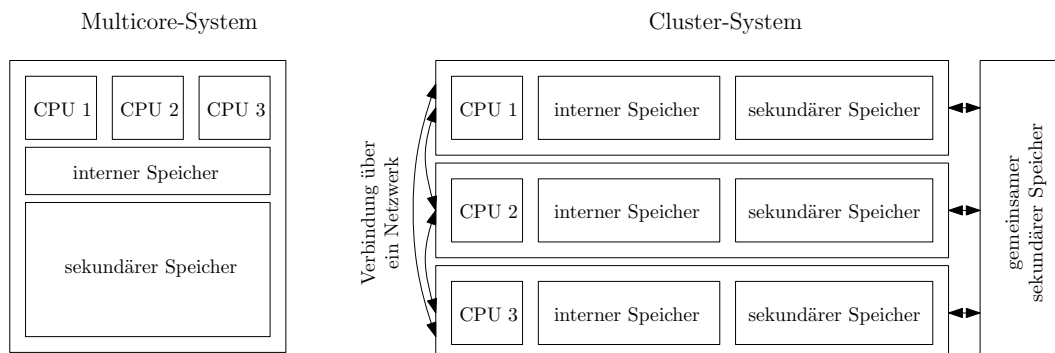 Multicore-System
CPU 1 CPU 2 CPU 3
interner Speicher
sekundärer Speicher
Cluster-System
Verbindung über
ein Netzwerk
CPU 1 interner Speicher sekundärer Speicher
CPU 2 interner Speicher sekundärer Speicher
CPU 3 interner Speicher sekundärer Speicher
gemeinsamer
sekundärer Speicher